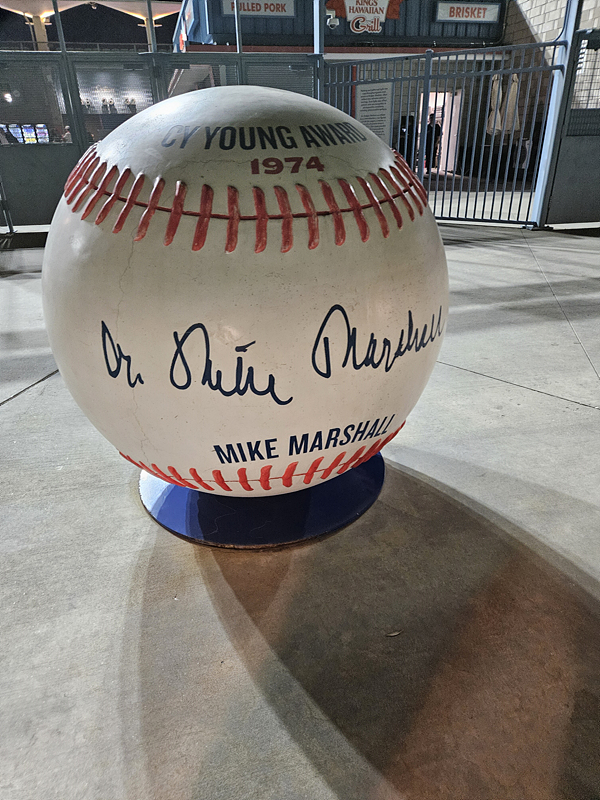 PULLED PORK
KING'S
HAWAIIAN
Grill
BRISKET
CY YOUNG AWARD
1974
Dr. Mike Marshall
MIKE MARSHALL